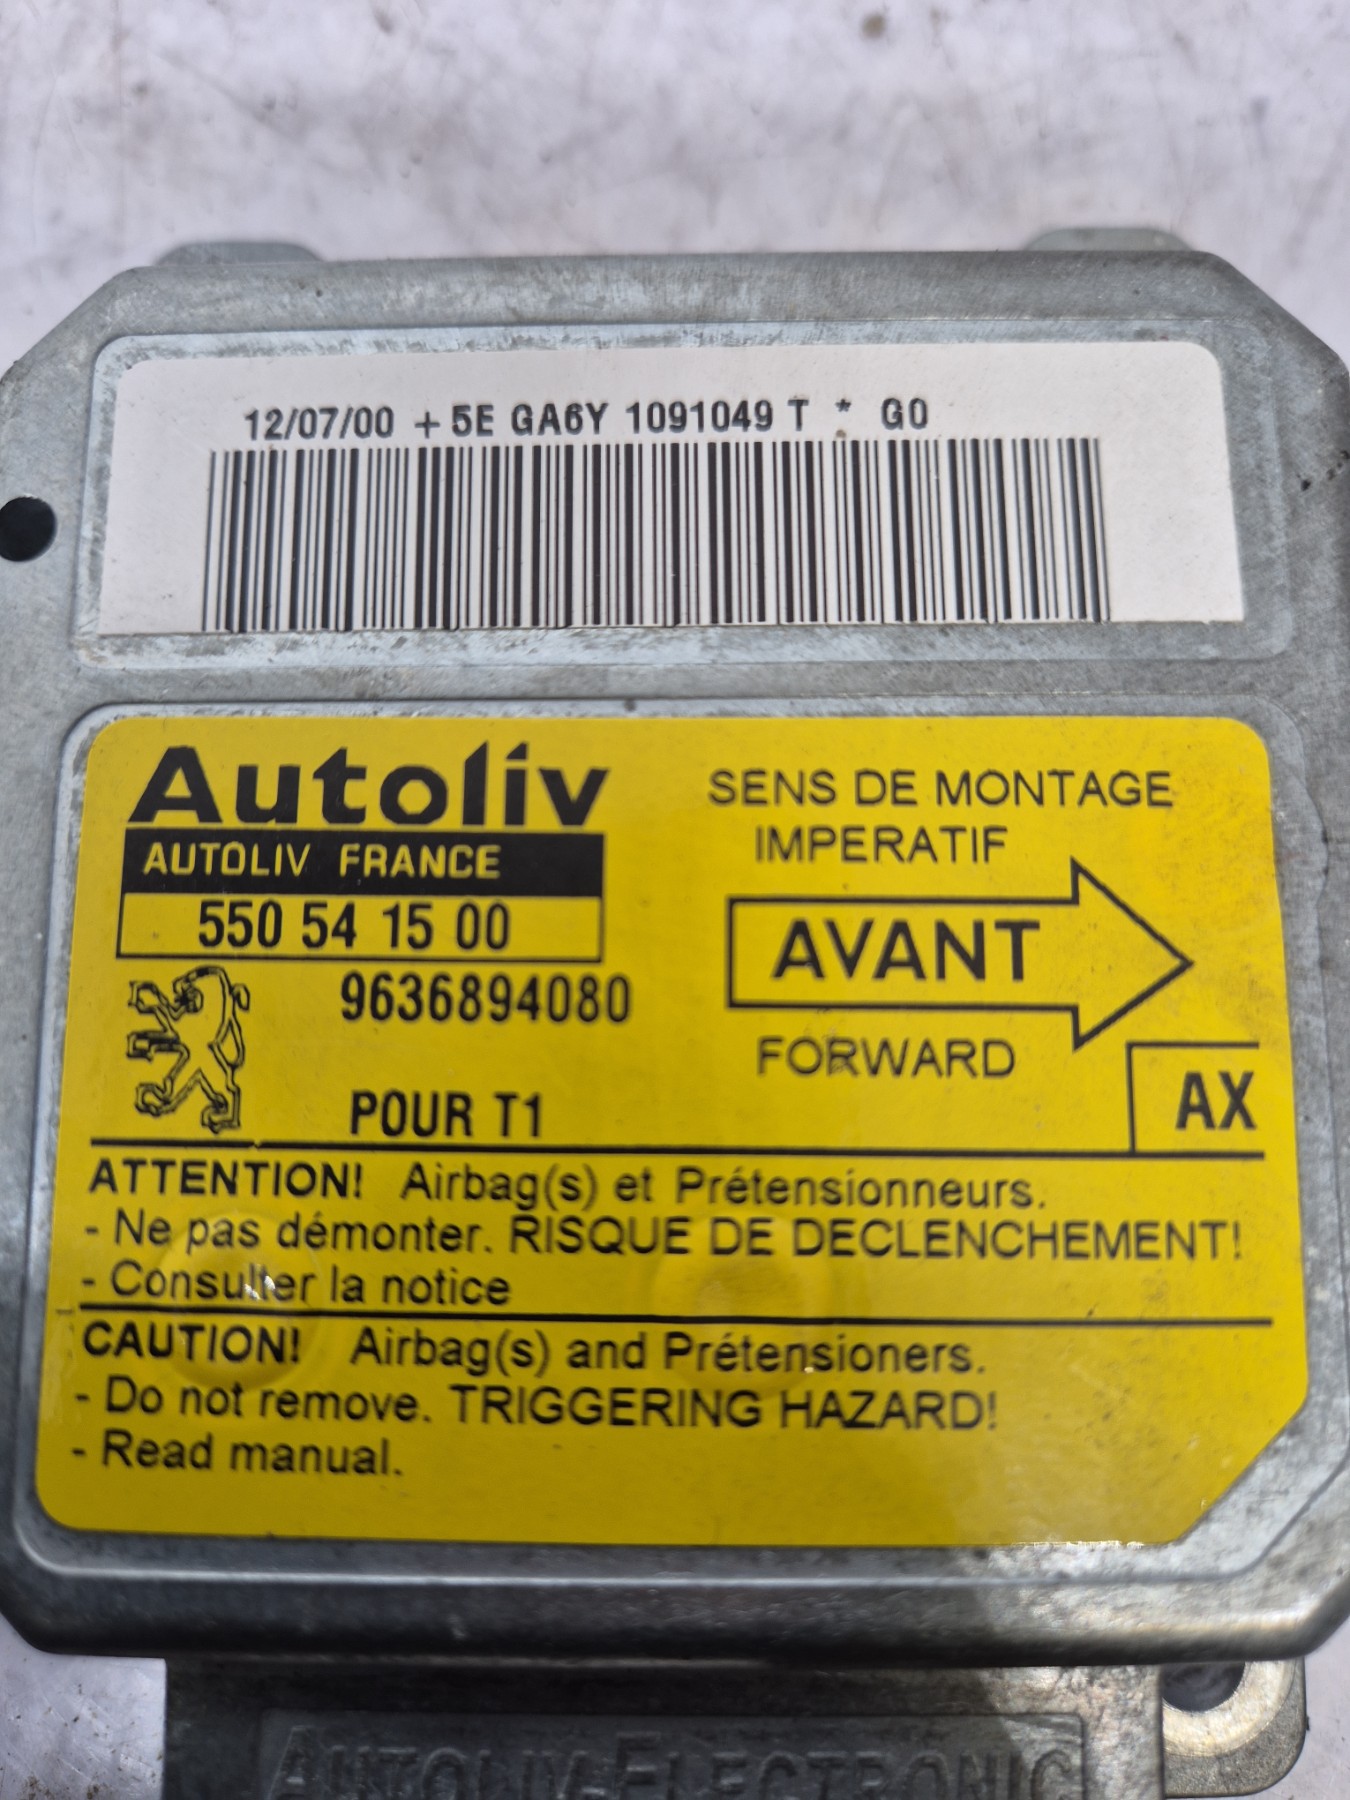 12/07/00 + 5E GA6Y 1091049 T * G0
Autoliv
AUTOLIV FRANCE
550 54 15 00
9636894080
POUR T1
SENS DE MONTAGE
IMPERATIF
AVANT
FORWARD
AX
ATTENTION! Airbag(s) et Prétensionneurs.
- Ne pas démonter. RISQUE DE DECLENCHEMENT!
- Consulter la notice
CAUTION! Airbag(s) and Prétensioners.
- Do not remove. TRIGGERING HAZARD!
- Read manual.
AUTOLIV-ELECTRONIC